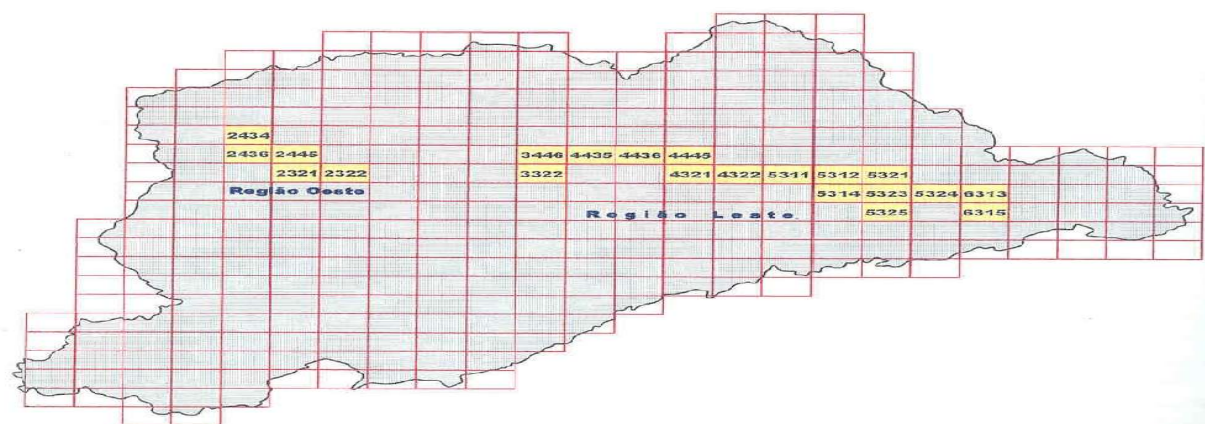 2434
2436 2445 3446 4435 4436 4445
2321 2322 3322 4321 4322 5311 5312 5321
Região Oeste 5314 5323 5324 6313
Região Leste 5325 6315